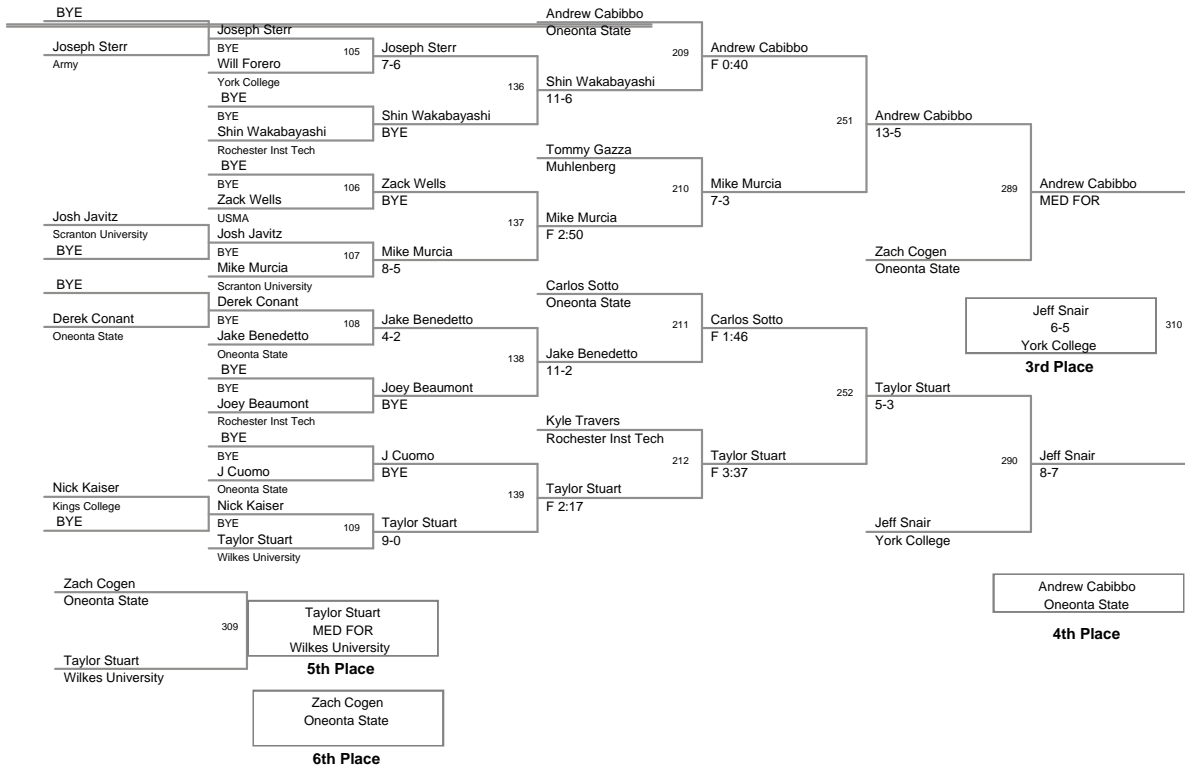 BYE
Joseph Sterr
Army
Josh Javitz
Scranton University
BYE
BYE
Derek Conant
Oneonta State
Nick Kaiser
Kings College
BYE
Joseph Sterr
BYE
105
Will Forero
York College
BYE
BYE
Shin Wakabayashi
Rochester Inst Tech
BYE
BYE
106
Zack Wells
USMA
Josh Javitz
BYE
107
Mike Murcia
Scranton University
Derek Conant
BYE
108
Jake Benedetto
Oneonta State
BYE
BYE
Joey Beaumont
Rochester Inst Tech
BYE
BYE
J Cuomo
Oneonta State
Nick Kaiser
BYE
109
Taylor Stuart
Wilkes University
Joseph Sterr
7-6
136
Shin Wakabayashi
BYE
Zack Wells
BYE
137
Mike Murcia
8-5
Jake Benedetto
4-2
138
Joey Beaumont
BYE
J Cuomo
BYE
139
Taylor Stuart
9-0
Andrew Cabibbo
Oneonta State
209
Shin Wakabayashi
11-6
Tommy Gazza
Muhlenberg
210
Mike Murcia
F 2:50
Carlos Sotto
Oneonta State
211
Jake Benedetto
11-2
Kyle Travers
Rochester Inst Tech
212
Taylor Stuart
F 2:17
Andrew Cabibbo
F 0:40
251
Mike Murcia
7-3
Carlos Sotto
F 1:46
252
Taylor Stuart
F 3:37
Andrew Cabibbo
13-5
289
Zach Cogen
Oneonta State
Taylor Stuart
5-3
290
Jeff Snair
York College
Andrew Cabibbo
MED FOR
Jeff Snair
6-5
York College
310
3rd Place
Jeff Snair
8-7
Andrew Cabibbo
Oneonta State
4th Place
Zach Cogen
Oneonta State
309
Taylor Stuart
Wilkes University
Taylor Stuart
MED FOR
Wilkes University
5th Place
Zach Cogen
Oneonta State
6th Place